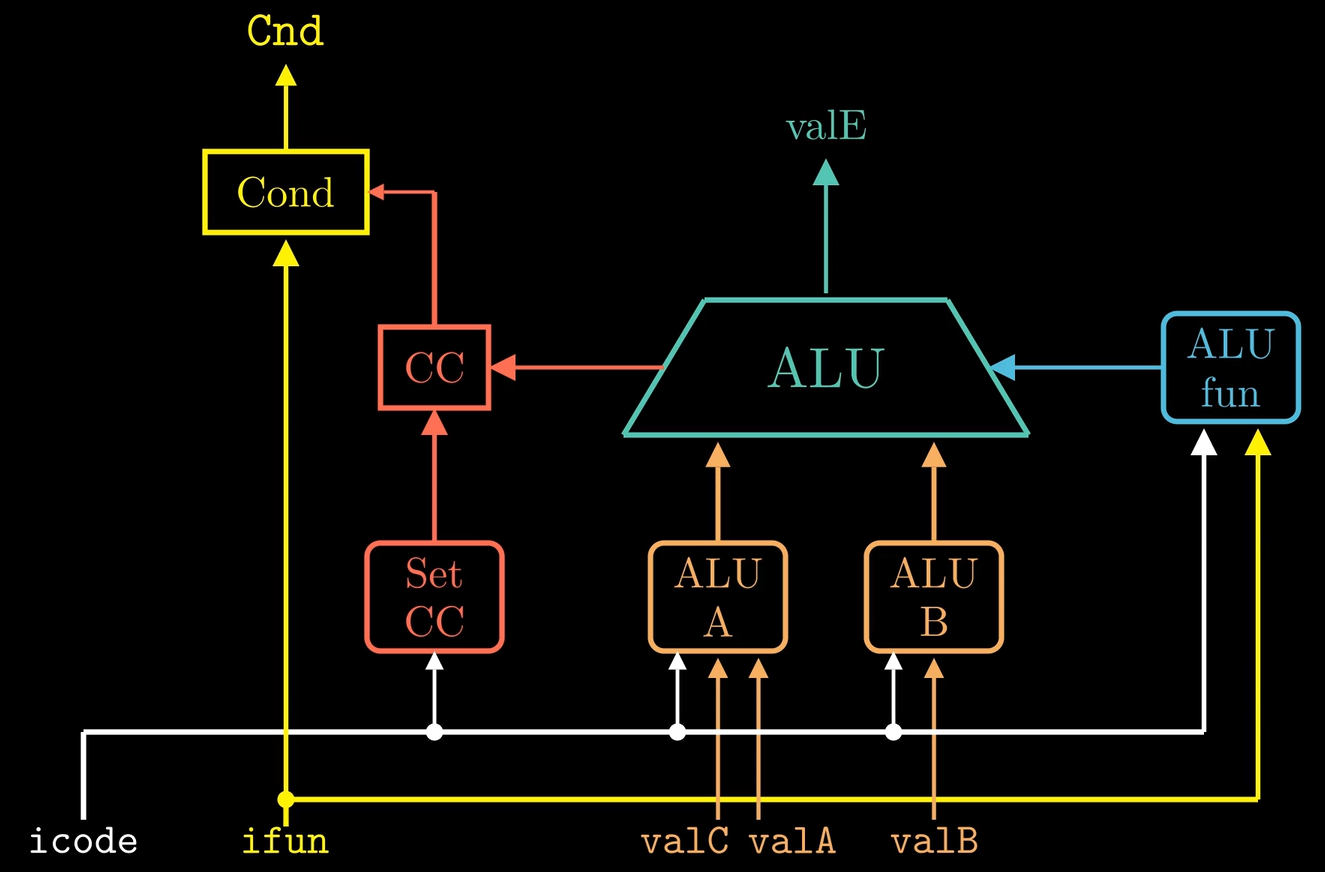 Cnd
valE
Cond
CC
ALU
ALU
fun
Set
CC
ALU
A
ALU
B
icode
ifun
valC
valA
valB